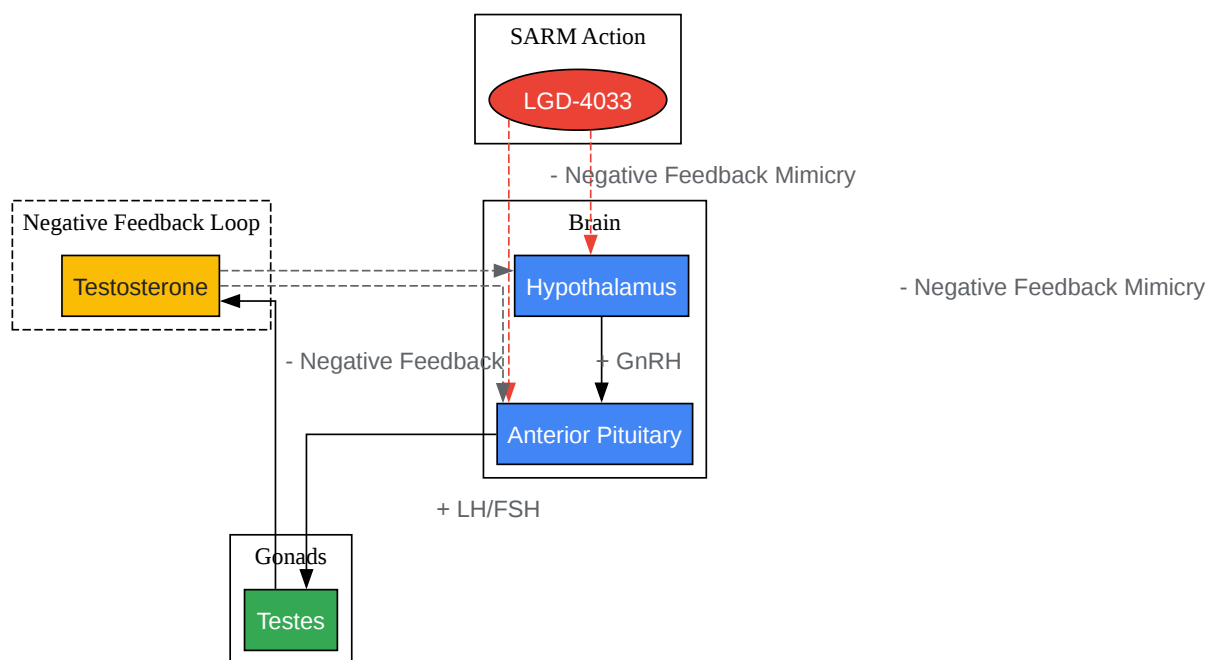 SARM Action
LGD-4033
- Negative Feedback Mimicry
Negative Feedback Loop
Brain
Testosterone
Hypothalamus
- Negative Feedback Mimicry
- Negative Feedback
+ GnRH
Anterior Pituitary
+ LH/FSH
Gonads
Testes